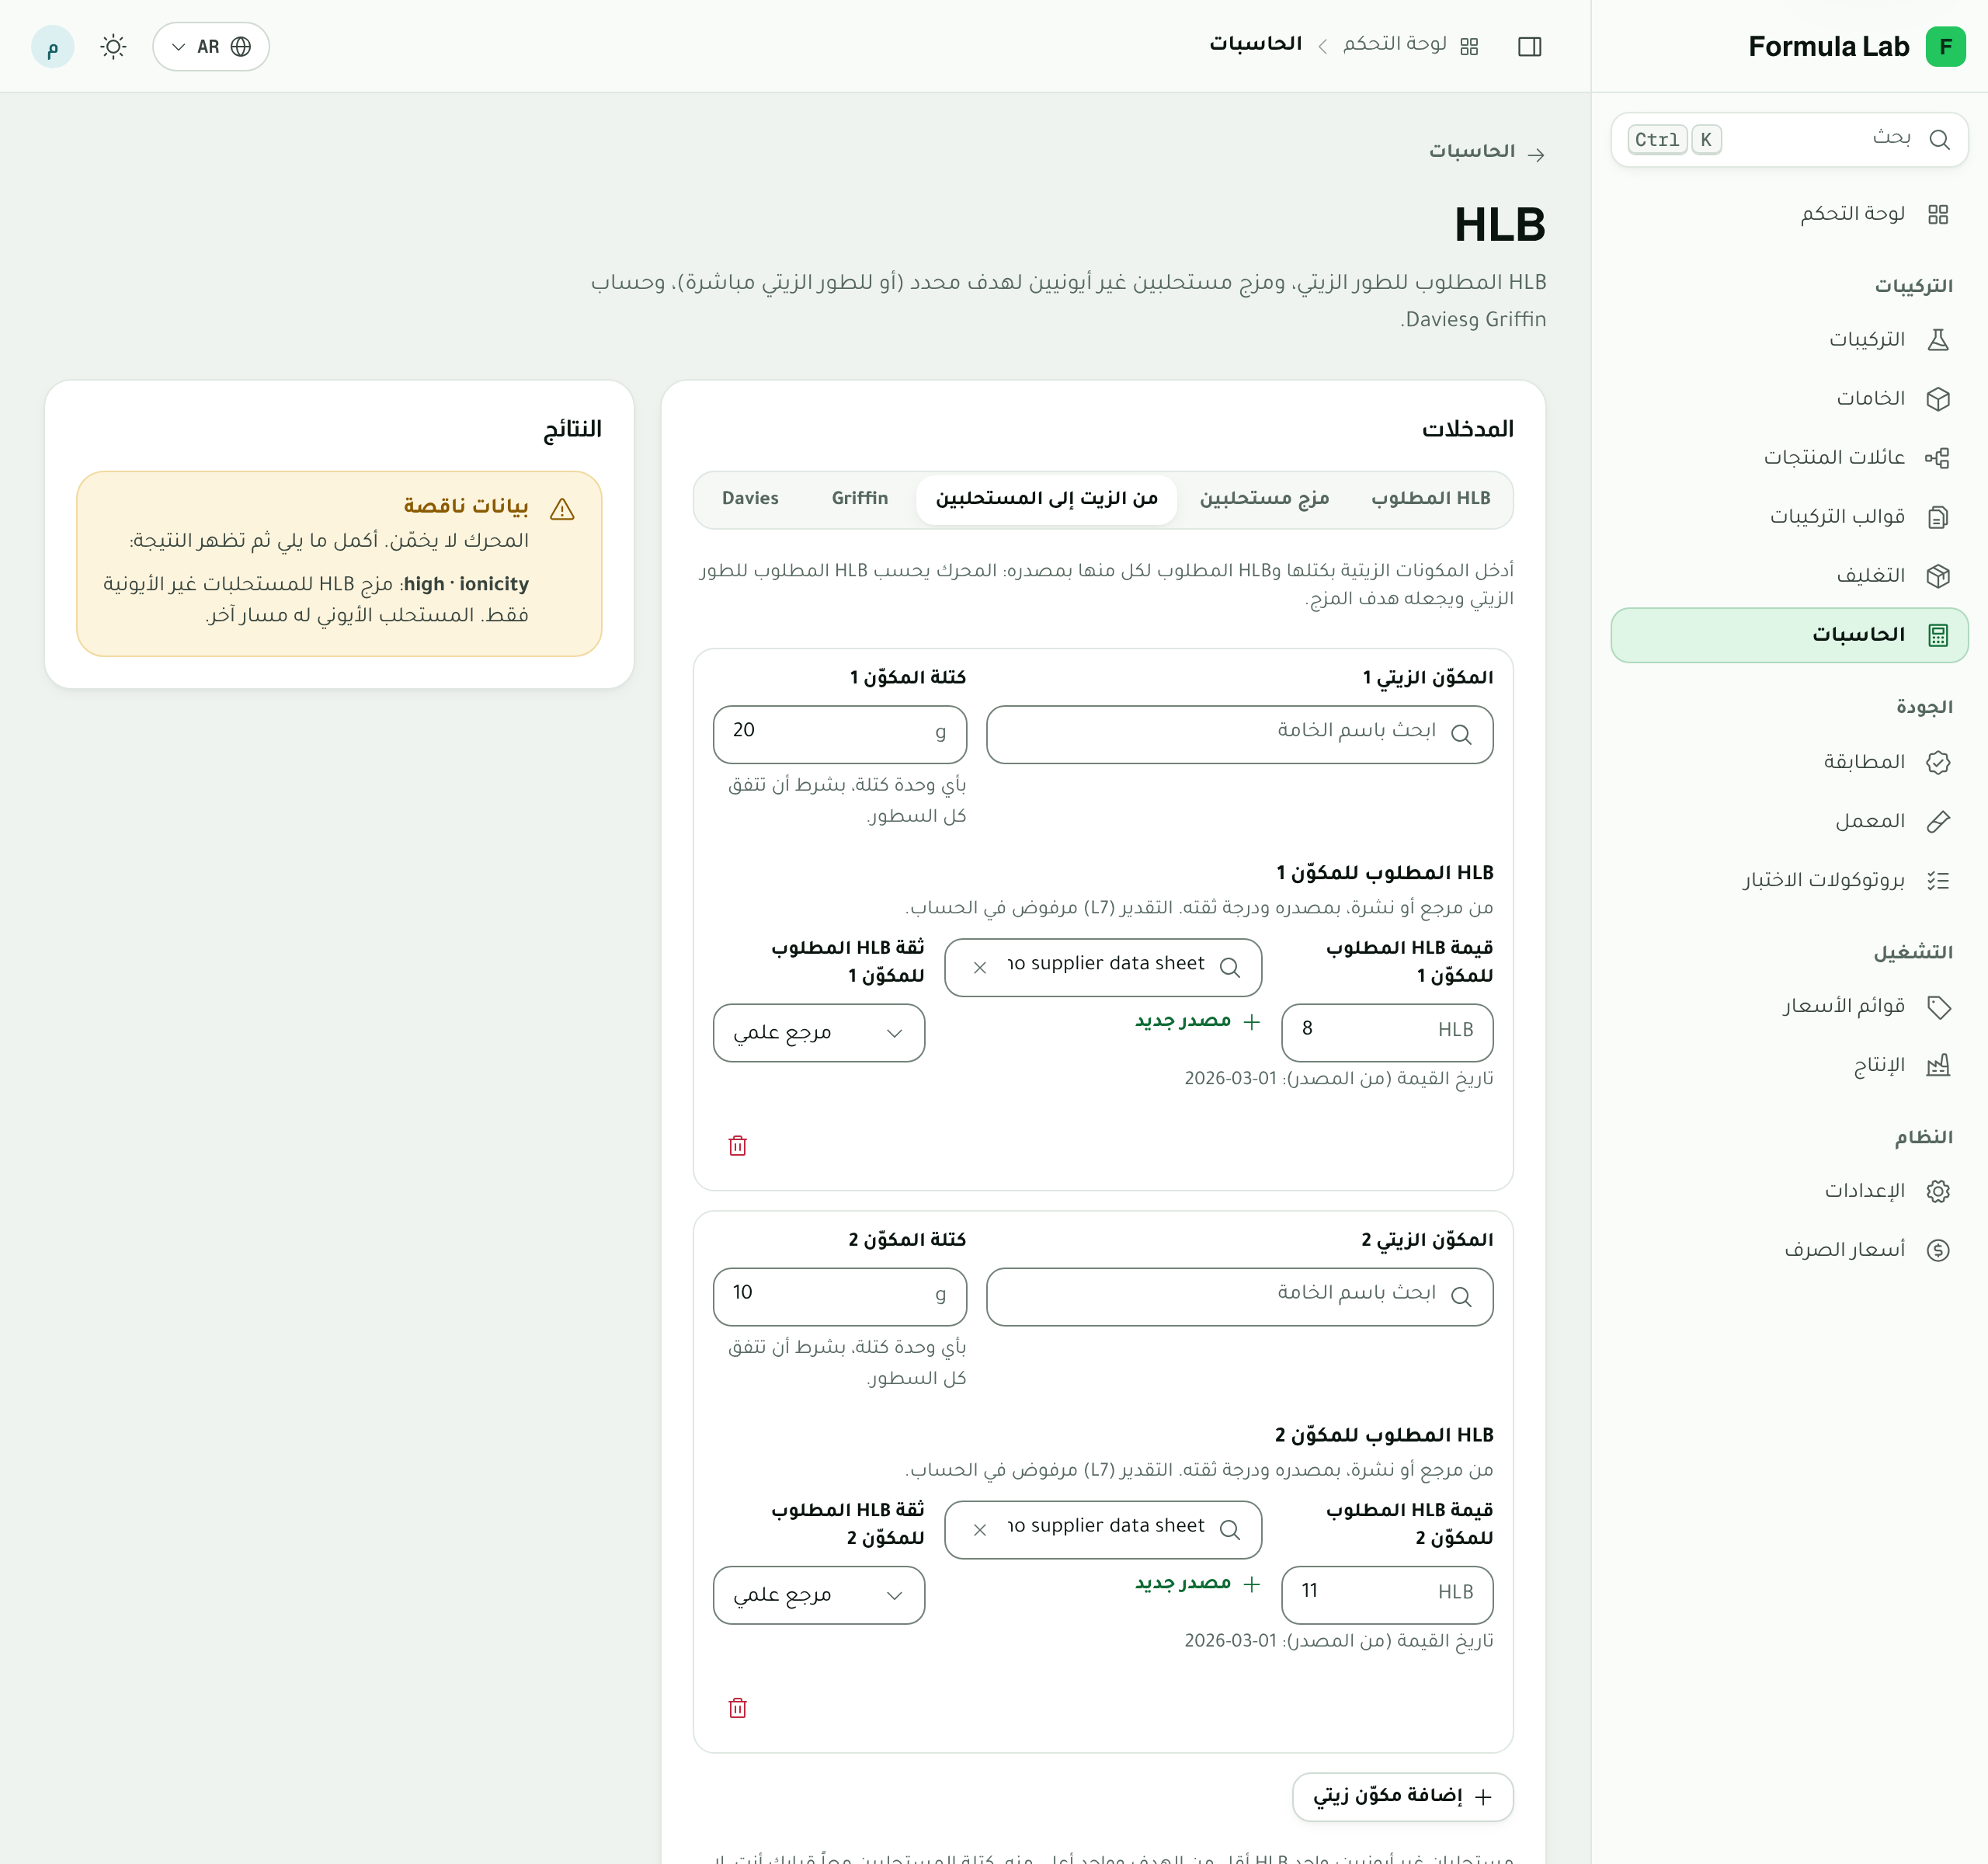 Formula Lab
F
لوحة التحكم
الحاسبات
AR
م
بحث
Ctrl K
لوحة التحكم
التركيبات
التركيبات
الخامات
عائلات المنتجات
قوالب التركيبات
التغليف
الحاسبات
الجودة
المطابقة
المعمل
بروتوكولات الاختبار
التشغيل
قوائم الأسعار
الإنتاج
النظام
الإعدادات
أسعار الصرف
الحاسبات
HLB
HLB المطلوب للطور الزيتي، ومزج مستحلبين غير أيونيين لهدف محدد (أو للطور الزيتي مباشرة)، وحساب
Griffin وDavies.
المدخلات
HLB المطلوب
مزج مستحلبين
من الزيت إلى المستحلبين
Griffin
Davies
أدخل المكونات الزيتية بكتلها وHLB المطلوب لكل منها بمصدره: المحرك يحسب HLB المطلوب للطور
الزيتي ويجعله هدف المزج.
المكوّن الزيتي 1
ابحث باسم الخامة
كتلة المكوّن 1
g
20
بأي وحدة كتلة، بشرط أن تتفق
كل السطور.
HLB المطلوب للمكوّن 1
من مرجع أو نشرة، بمصدره ودرجة ثقته. التقدير (L7) مرفوض في الحساب.
قيمة HLB المطلوب
للمكوّن 1
HLB
8
no supplier data sheet
مصدر جديد
ثقة HLB المطلوب
للمكوّن 1
مرجع علمي
تاريخ القيمة (من المصدر): 2026-03-01
المكوّن الزيتي 2
ابحث باسم الخامة
كتلة المكوّن 2
g
10
بأي وحدة كتلة، بشرط أن تتفق
كل السطور.
HLB المطلوب للمكوّن 2
من مرجع أو نشرة، بمصدره ودرجة ثقته. التقدير (L7) مرفوض في الحساب.
قيمة HLB المطلوب
للمكوّن 2
HLB
11
no supplier data sheet
مصدر جديد
ثقة HLB المطلوب
للمكوّن 2
مرجع علمي
تاريخ القيمة (من المصدر): 2026-03-01
إضافة مكوّن زيتي
النتائج
بيانات ناقصة
المحرك لا يخمّن. أكمل ما يلي ثم تظهر النتيجة:
high · ionicity: مزج HLB للمستحلبات غير الأيونية
فقط. المستحلب الأيوني له مسار آخر.